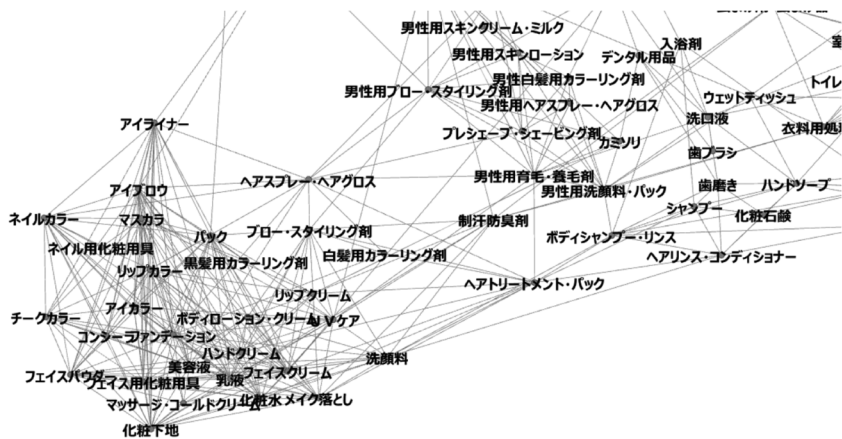 男性用スキンクリーム・ミルク
入浴剤
男性用スキンローション
デンタル用品
男性白髪用カラーリング剤
トイレ
男性用ブロー・スタイリング剤
ウェットティッシュ
男性用ヘアスプレー・ヘアグロス
洗口液
アイライナー
衣料用処
プレシェーブ・シェービング剤
カミソリ
歯ブラシ
男性用育毛・養毛剤
ヘアスプレー・ヘアグロス
歯磨き
ハンドソープ
アイブロウ
男性用洗顔料・パック
シャンプー
化粧石鹸
ネイルカラー
マスカラ
制汗防臭剤
ブロー・スタイリング剤
パック
ボディシャンプー・リンス
ネイル用化粧用具
白髪用カラーリング剤
ヘアリンス・コンディショナー
黒髪用カラーリング剤
リップカラー
ヘアトリートメント・パック
リップクリーム
アイカラー
チークカラー
ボディローション・クリーム
UVケア
コンシーラ
ファンデーション
ハンドクリーム
洗顔料
美容液
フェイスクリーム
フェイスパウダー
乳液
フェイス用化粧用具
化粧水
メイク落とし
マッサージ・コールドクリーム
化粧下地